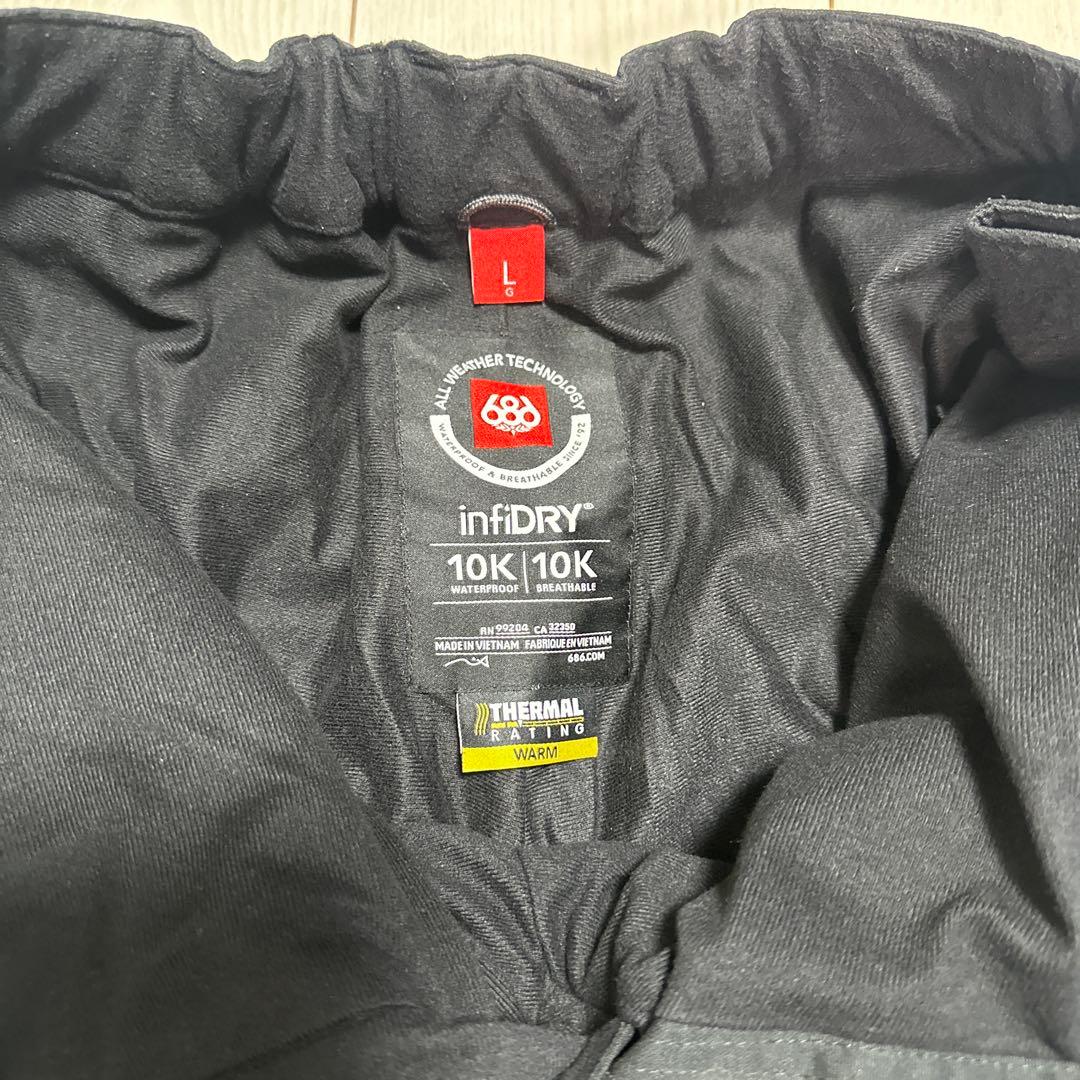 L
G
ALL WEATHER TECHNOLOGY
686
WATERPROOF & BREATHABLE SINCE '92
infiDRY®
10K | 10K
WATERPROOF BREATHABLE
RN 99204 CA 32350
MADE IN VIETNAM FABRIQUE EN VIETNAM
686.COM
THERMAL
RATING
WARM